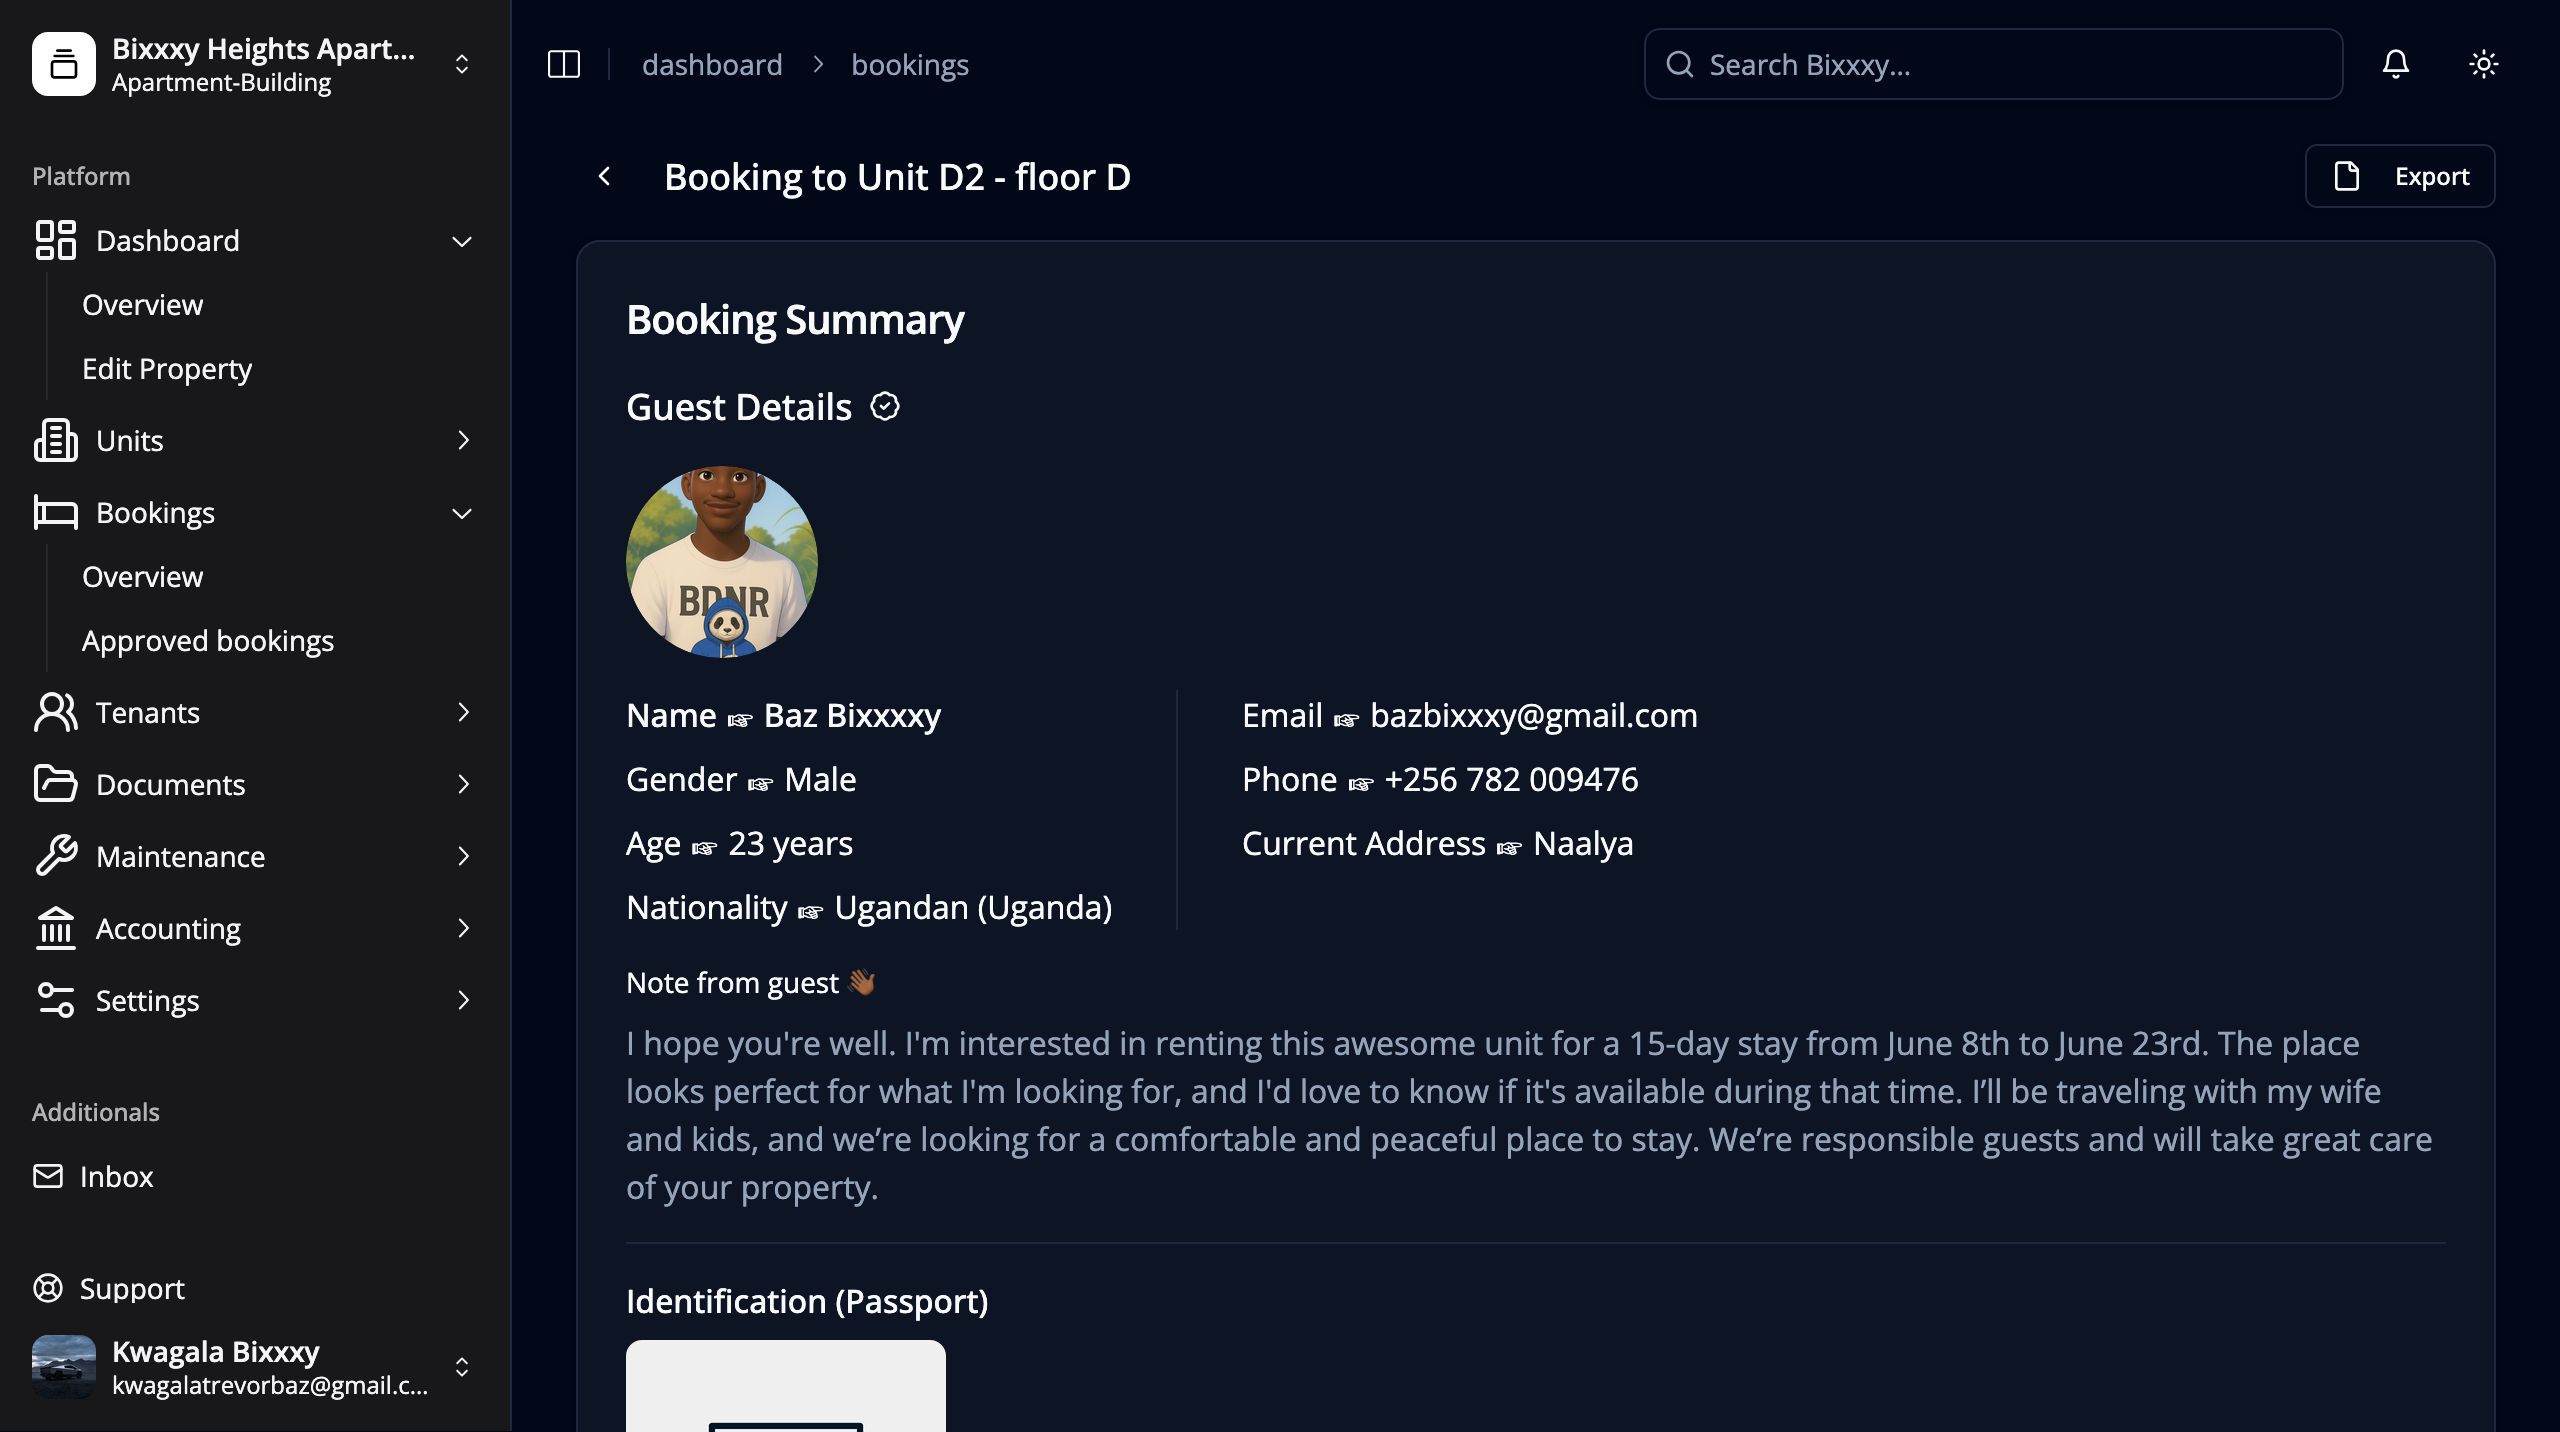 Bixxxy Heights Apart...
Apartment-Building
Platform
Dashboard
Overview
Edit Property
Units
Bookings
Overview
Approved bookings
Tenants
Documents
Maintenance
Accounting
Settings
Additionals
Inbox
Support
Kwagala Bixxxy
kwagalatrevorbaz@gmail.c...
dashboard > bookings
Search Bixxxy...
Booking to Unit D2 - floor D
Export
Booking Summary
Guest Details
BDNR
Name ☞ Baz Bixxxxy
Gender ☞ Male
Age ☞ 23 years
Nationality ☞ Ugandan (Uganda)
Email ☞ bazbixxxy@gmail.com
Phone ☞ +256 782 009476
Current Address ☞ Naalya
Note from guest 👋🏾
I hope you're well. I'm interested in renting this awesome unit for a 15-day stay from June 8th to June 23rd. The place
looks perfect for what I'm looking for, and I'd love to know if it's available during that time. I’ll be traveling with my wife
and kids, and we’re looking for a comfortable and peaceful place to stay. We’re responsible guests and will take great care
of your property.
Identification (Passport)